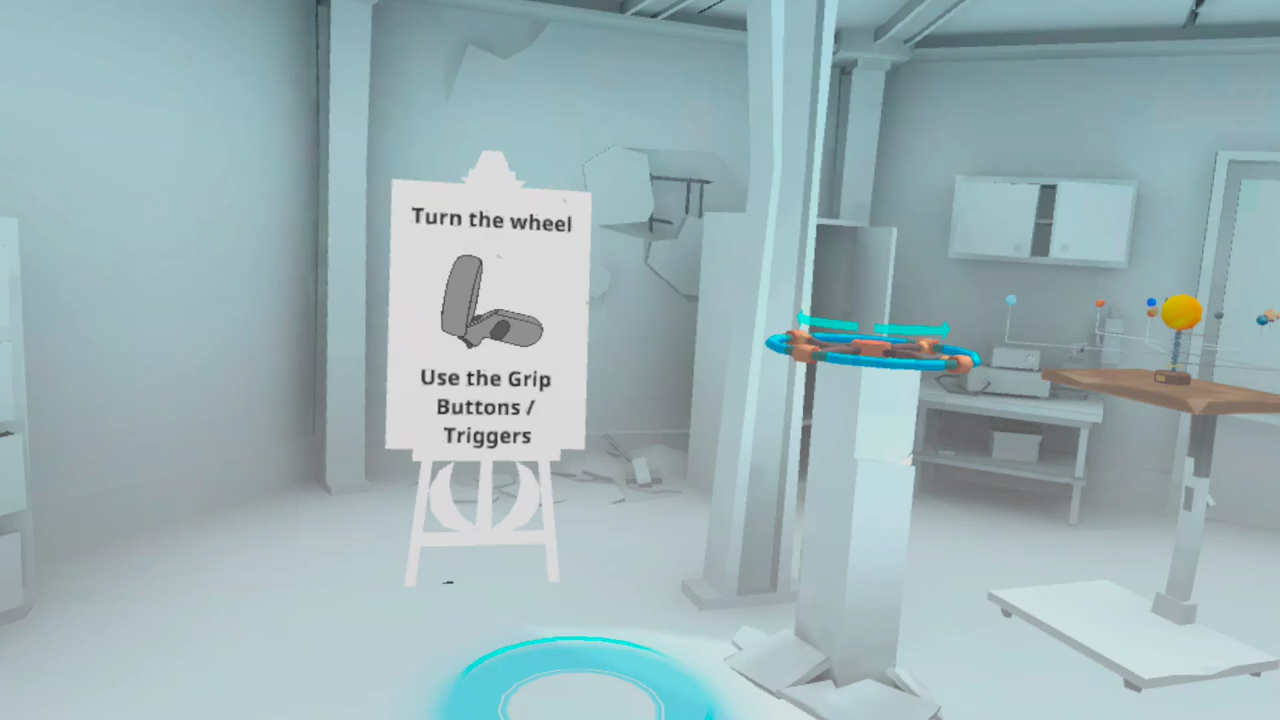 Turn the wheel
Use the Grip
Buttons /
Triggers